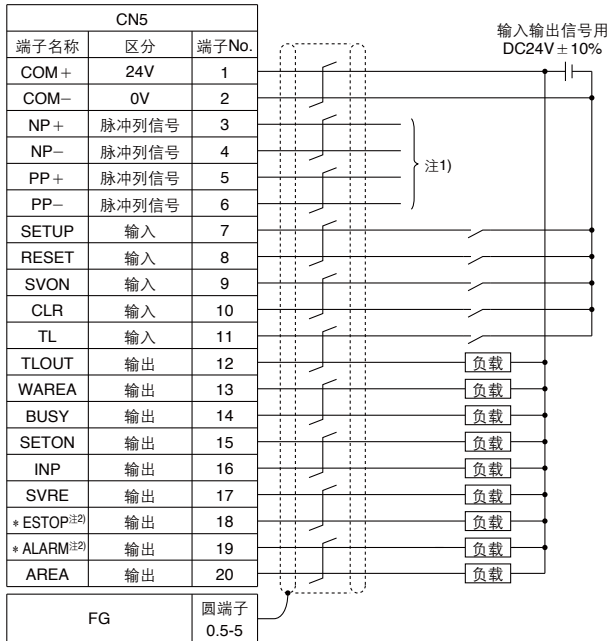 CN5
输入输出信号用
DC24V±10%
端子名称 区分 端子No.
COM+ 24V 1
COM− 0V 2
NP+ 脉冲列信号 3
NP− 脉冲列信号 4
PP+ 脉冲列信号 5
PP− 脉冲列信号 6
注1)
SETUP 输入 7
RESET 输入 8
SVON 输入 9
CLR 输入 10
TL 输入 11
TLOUT 输出 12 负载
WAREA 输出 13 负载
BUSY 输出 14 负载
SETON 输出 15 负载
INP 输出 16 负载
SVRE 输出 17 负载
* ESTOP注2) 输出 18 负载
* ALARM注2) 输出 19 负载
AREA 输出 20 负载
FG 圆端子
0.5-5